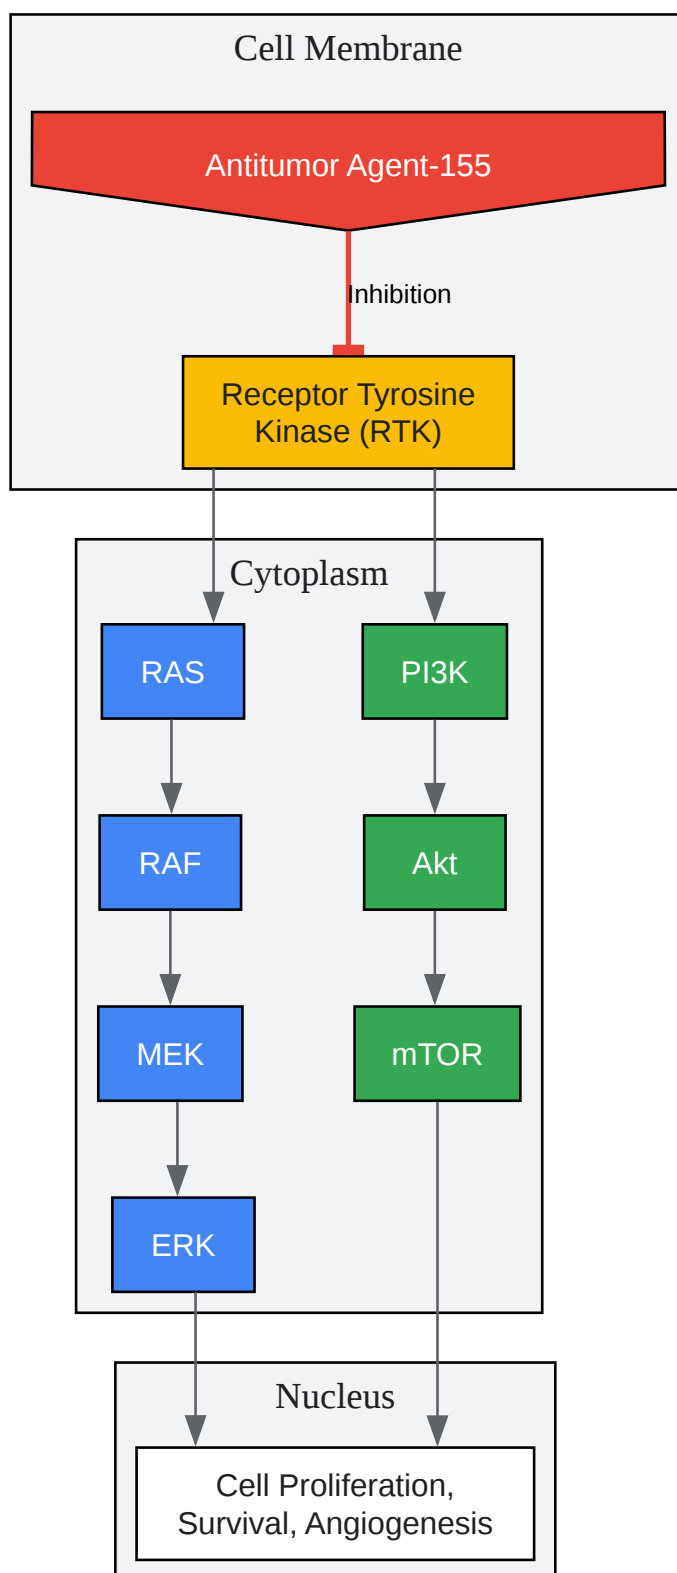 Cell Membrane
Antitumor Agent-155
Inhibition
Receptor Tyrosine
Kinase (RTK)
Cytoplasm
RAS
PI3K
RAF
Akt
MEK
mTOR
ERK
Nucleus
Cell Proliferation,
Survival, Angiogenesis